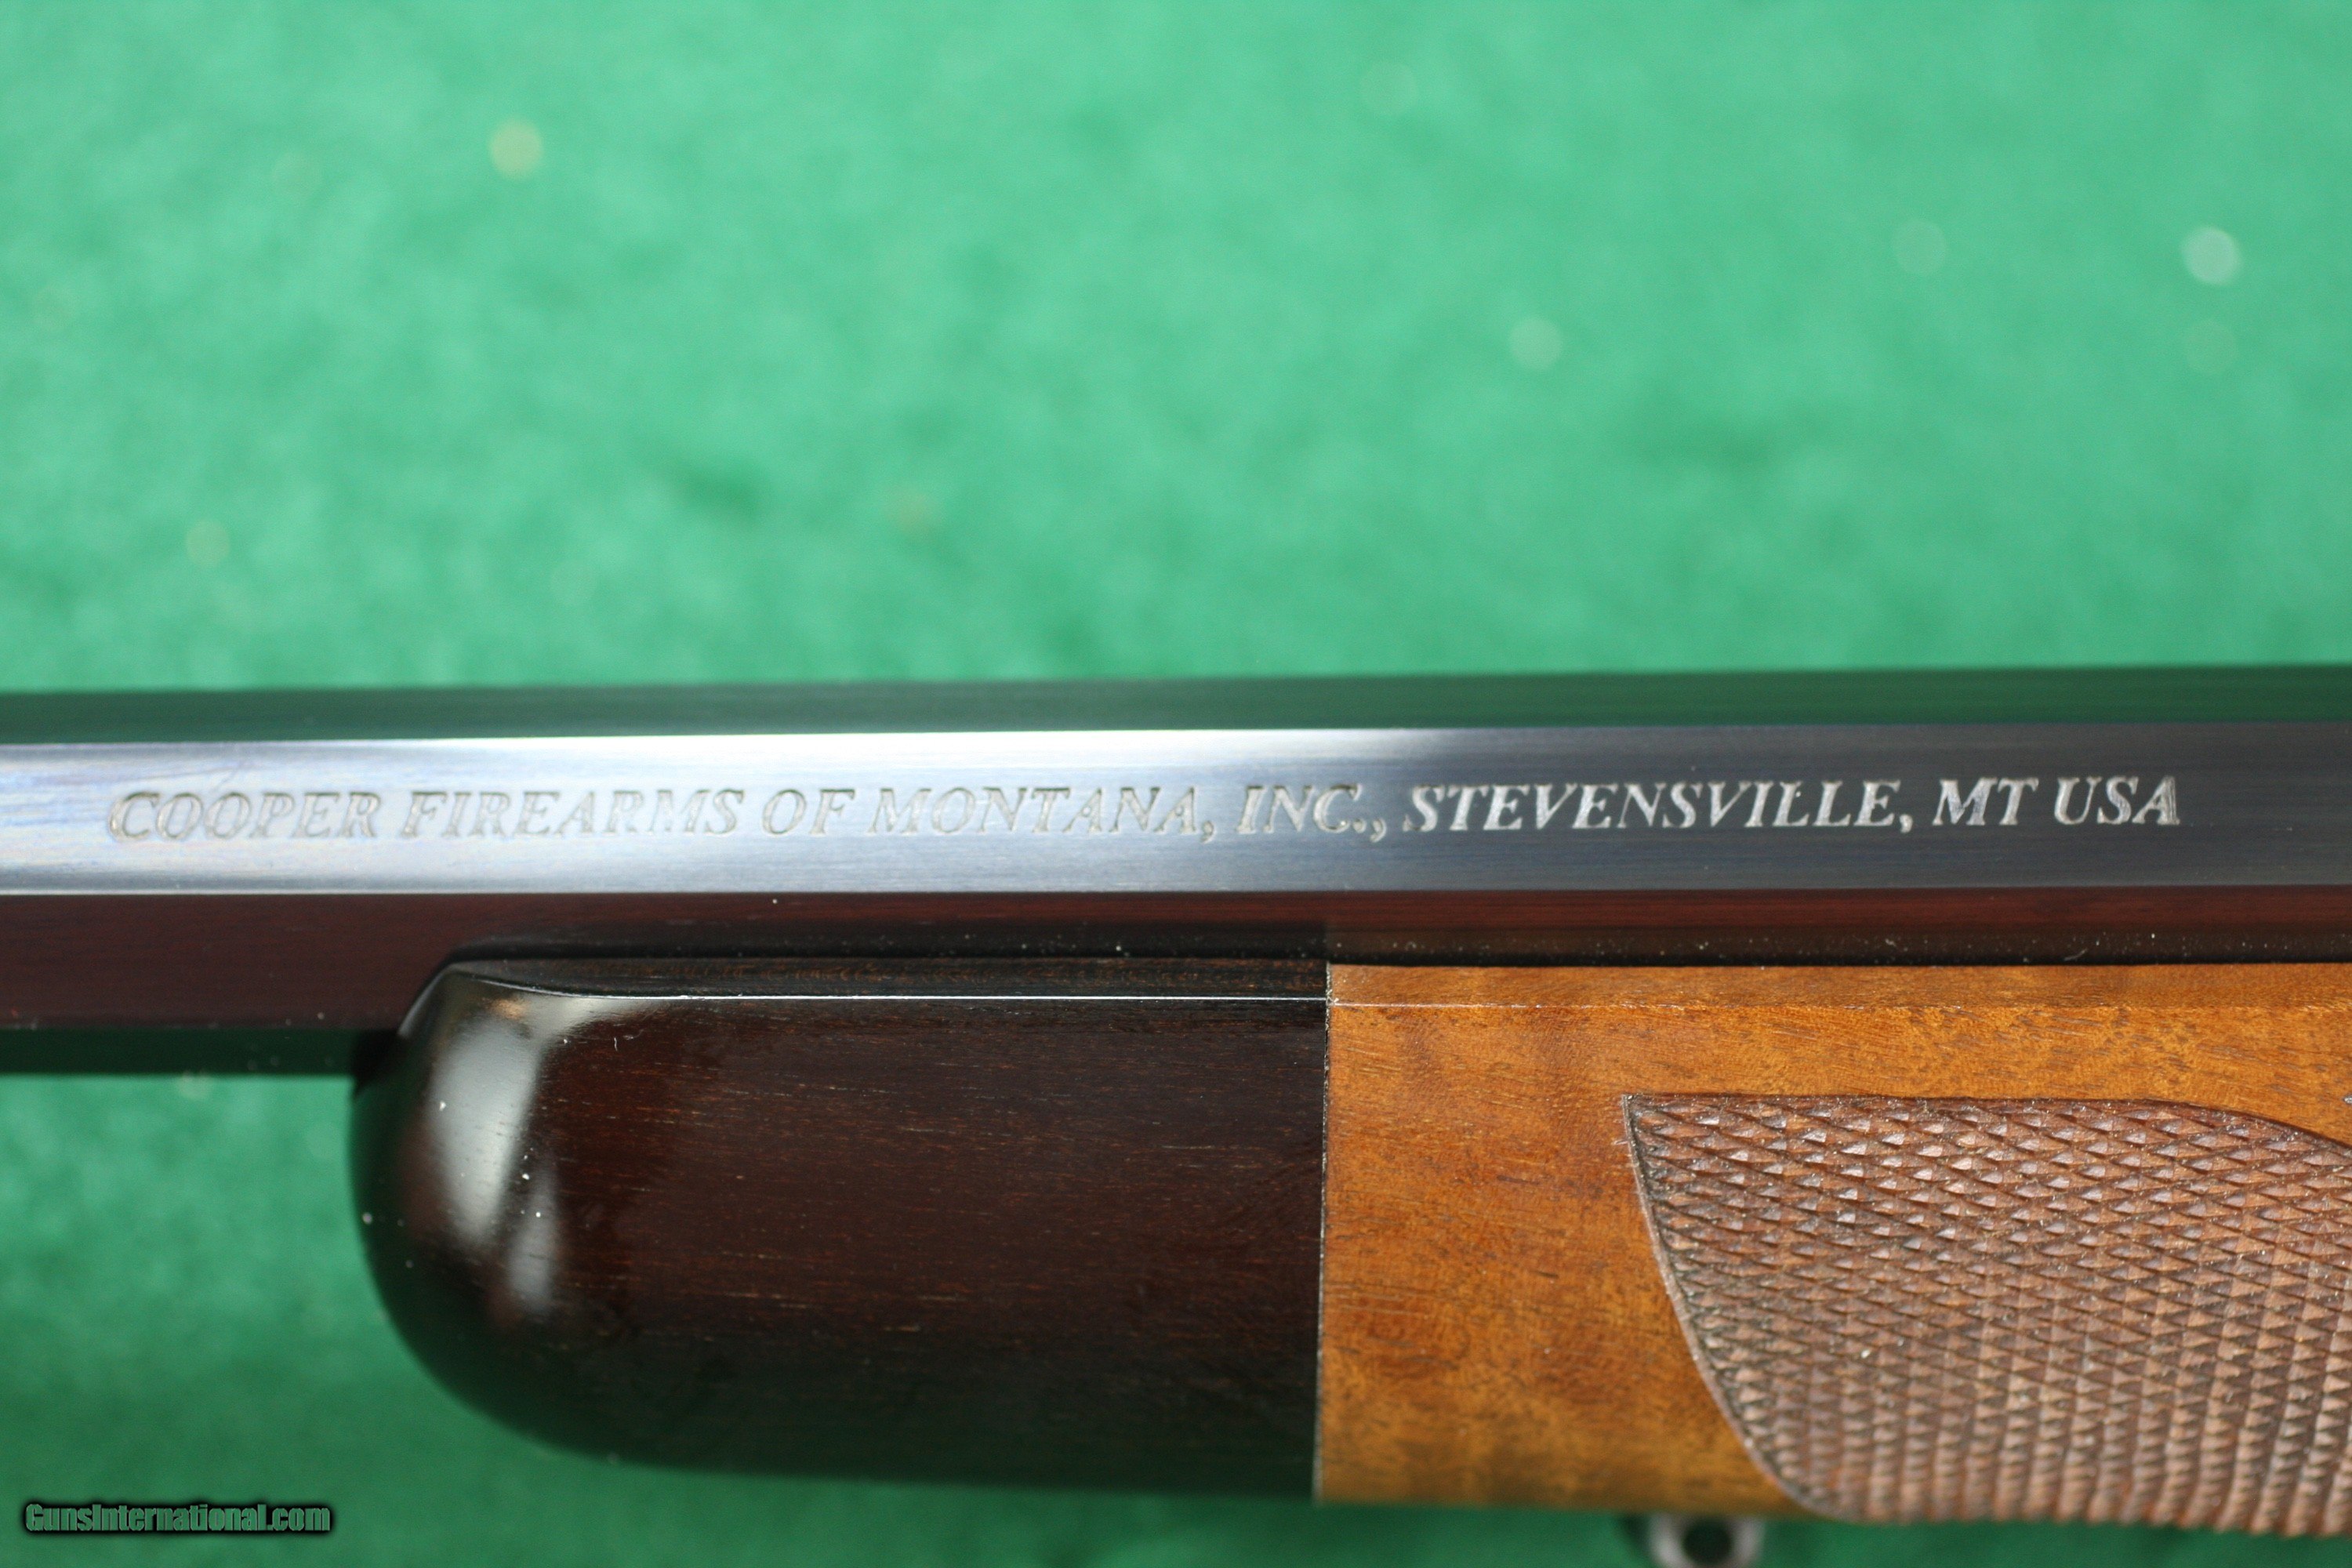 COOPER FIREARMS OF MONTANA, INC., STEVENSVILLE, MT USA
GunsInternational.com